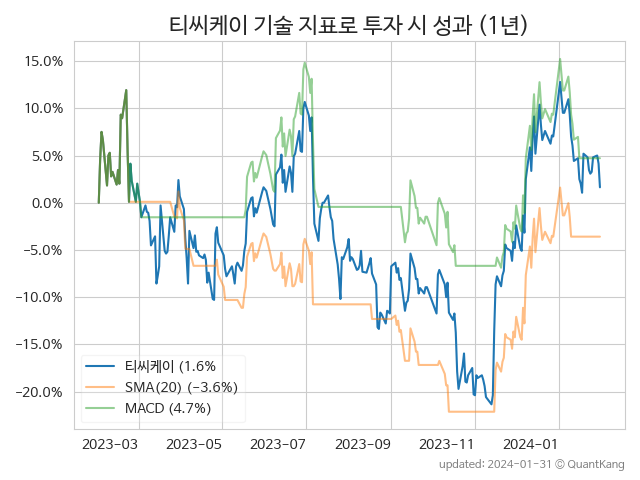 티씨케이 기술 지표로 투자 시 성과 (1년)
15.0%
10.0%
5.0%
0.0%
−5.0%
−10.0%
−15.0%
−20.0%
티씨케이 (1.6%
SMA(20) (−3.6%)
MACD (4.7%)
2023-03 2023-05 2023-07 2023-09 2023-11 2024-01
updated: 2024-01-31 © QuantKang